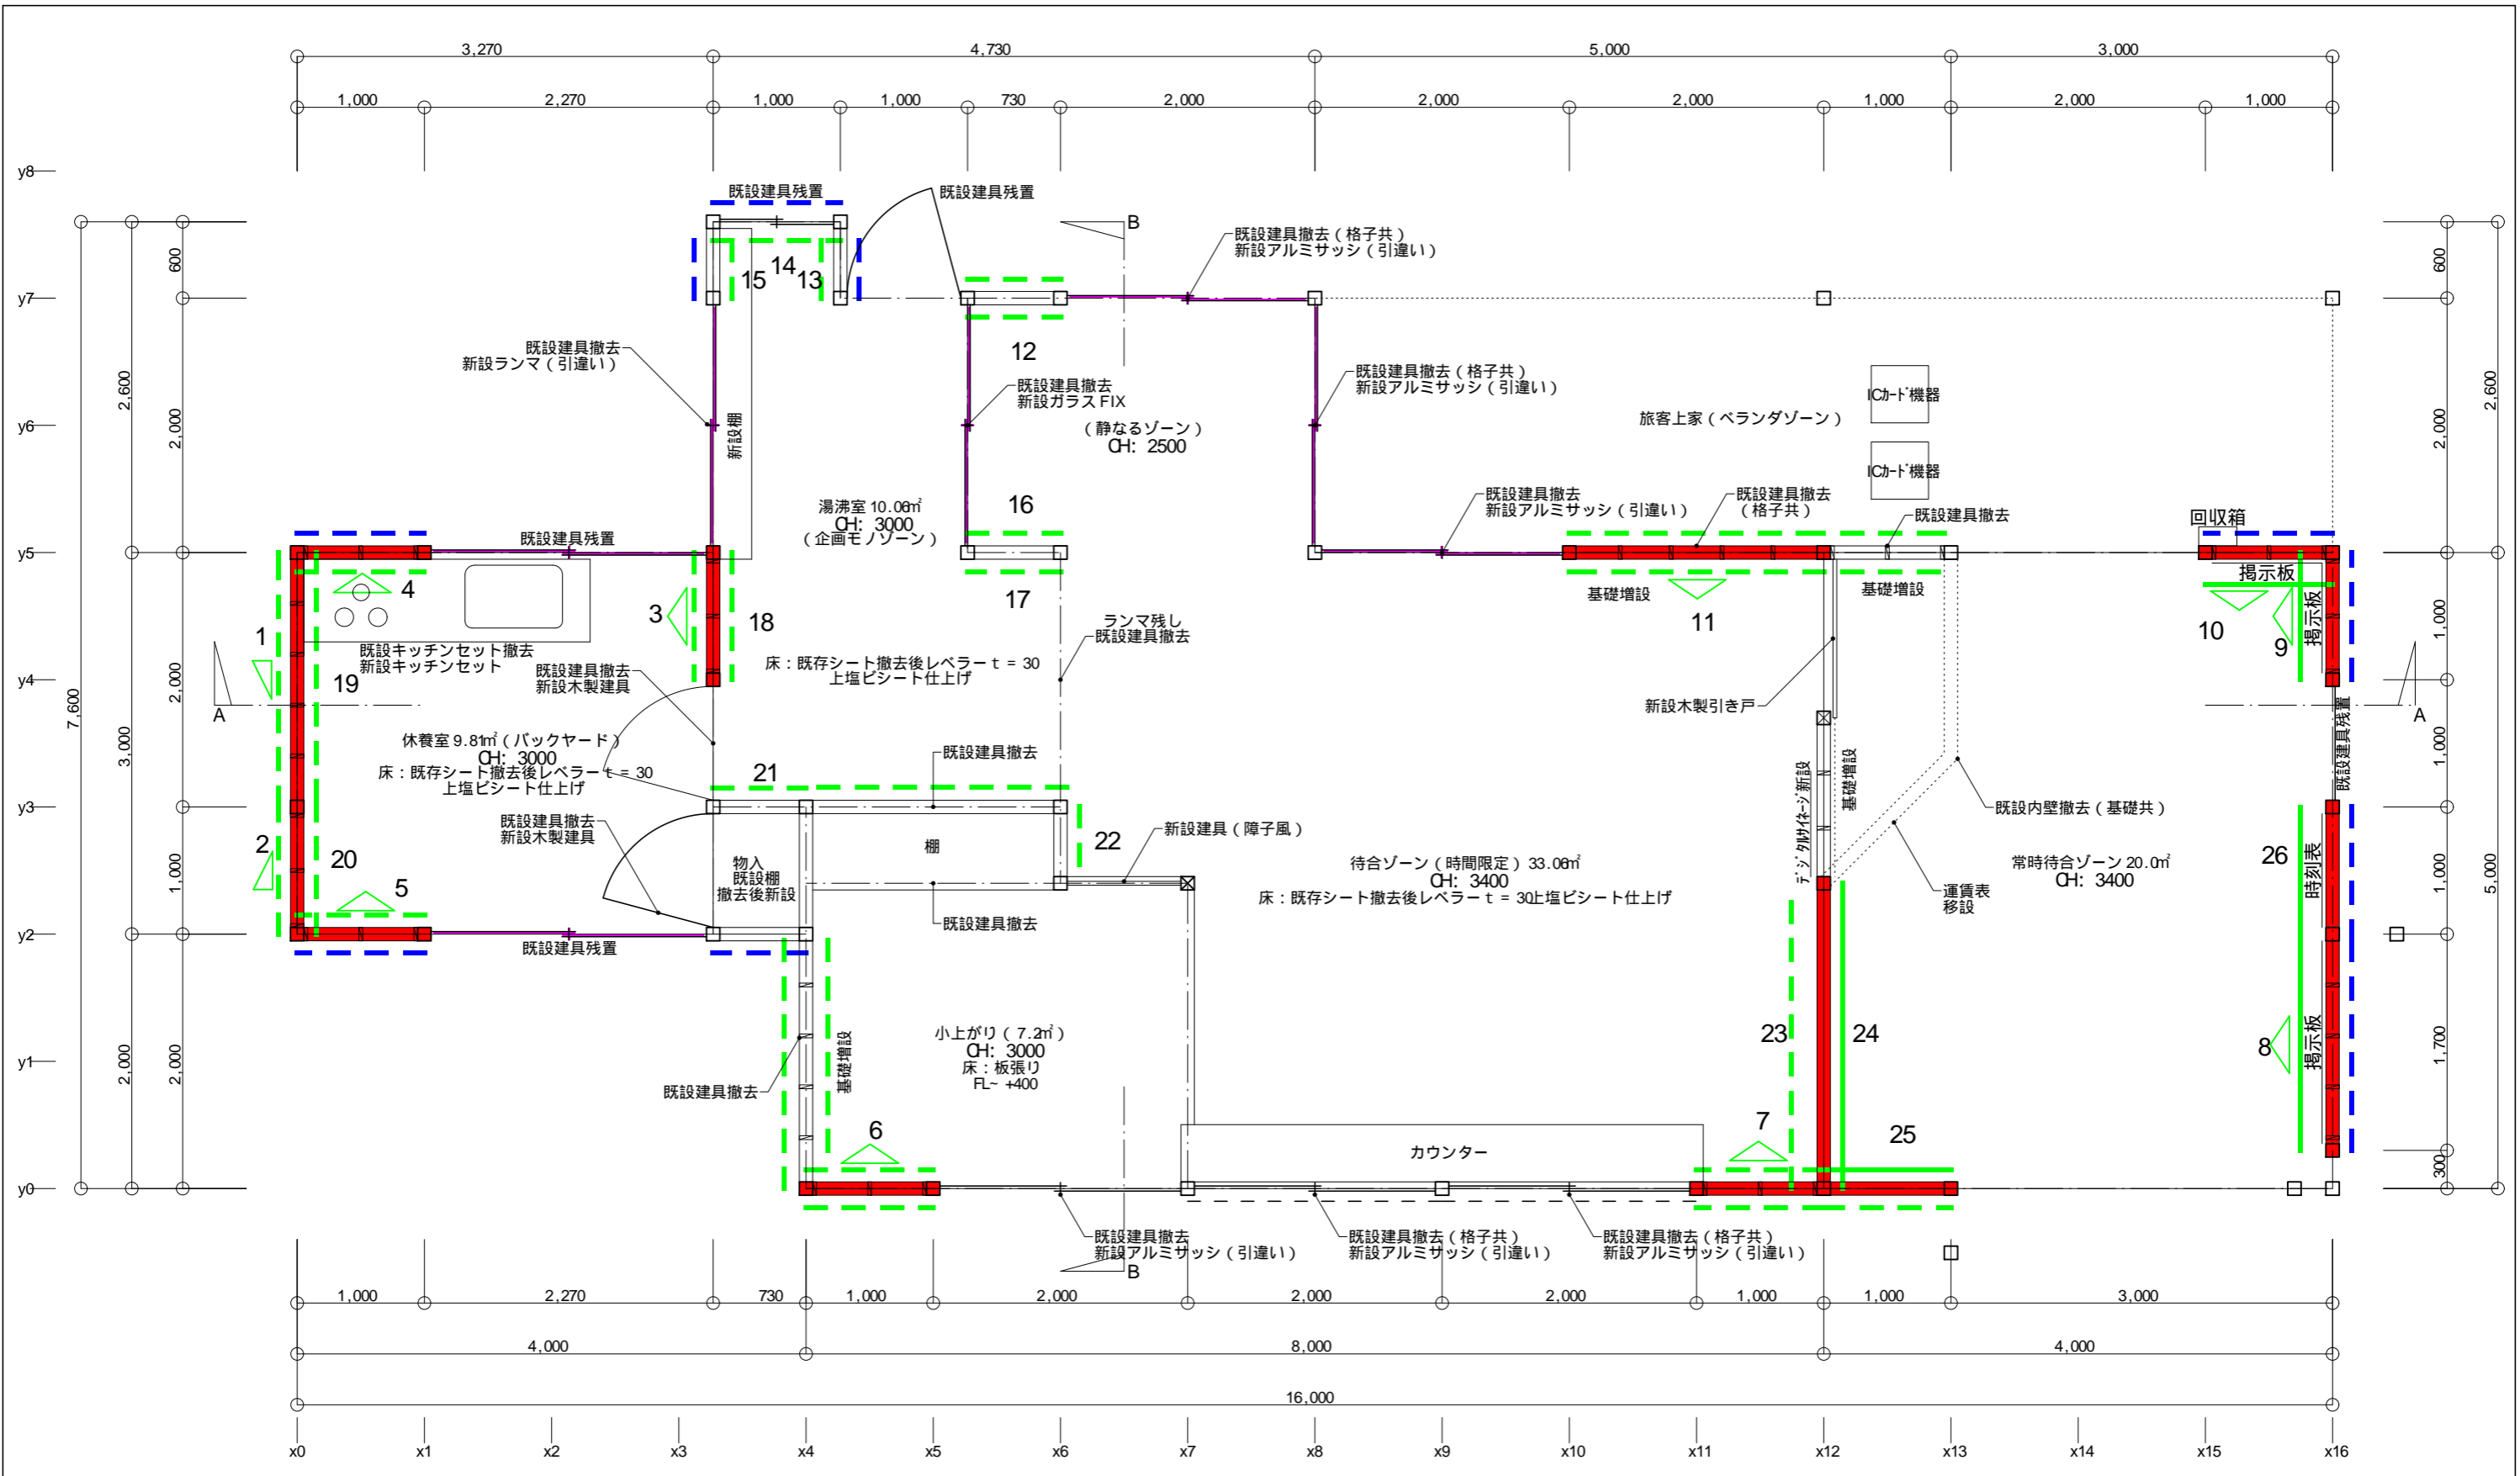 3,270
4,730
5,000
3,000
1,000
2,270
1,000
1,000
730
2,000
2,000
2,000
1,000
2,000
1,000
y8
既設建具残置
既設建具残置
B
既設建具撤去（格子共）
新設アルミサッシ（引違い）
600
600
15
14
13
y7
12
既設建具撤去
新設ランマ（引違い）
既設建具撤去
新設ガラスFIX
既設建具撤去（格子共）
新設アルミサッシ（引違い）
2,600
2,000
2,000
2,600
ICカード機器
y6
新設棚
（静なるゾーン）
CH：2500
旅客上家（ベランダゾーン）
ICカード機器
湯沸室 10.06㎡
CH：3000
（企画モノゾーン）
16
既設建具撤去
新設アルミサッシ（引違い）
既設建具撤去
（格子共）
既設建具撤去
回収箱
既設建具残置
y5
4
3
18
17
基礎増設
11
基礎増設
掲示板
掲示板
10
9
1,000
1
既設キッチンセット撤去
新設キッチンセット
19
既設建具撤去
新設木製建具
床：既存シート撤去後レベラーｔ＝30
上塩ビシート仕上げ
ランマ残し
既設建具撤去
y4
A
新設木製引き戸
A
既設建具残置
7,600
3,000
2,000
1,000
5,000
休養室 9.81㎡（バックヤード）
CH：3000
床：既存シート撤去後レベラーｔ＝30
上塩ビシート仕上げ
既設建具撤去
21
デジタルサイネージ新設
基礎増設
既設内壁撤去（基礎共）
y3
2
20
5
既設建具撤去
新設木製建具
物入
既設棚
撤去後新設
棚
22
新設建具（障子風）
待合ゾーン（時間限定）33.06㎡
CH：3400
床：既存シート撤去後レベラーｔ＝30上塩ビシート仕上げ
運賃表
移設
常時待合ゾーン 20.0㎡
CH：3400
26
時刻表
1,000
1,000
既設建具撤去
y2
既設建具残置
2,000
2,000
小上がり（7.2㎡）
CH：3000
床：板張り
FL~ +400
基礎増設
既設建具撤去
23
24
8
掲示板
1,700
y1
6
7
25
カウンター
300
y0
既設建具撤去
新設アルミサッシ（引違い）
既設建具撤去（格子共）
新設アルミサッシ（引違い）
既設建具撤去（格子共）
新設アルミサッシ（引違い）
B
1,000
2,270
730
1,000
2,000
2,000
2,000
1,000
1,000
3,000
4,000
8,000
4,000
16,000
x0
x1
x2
x3
x4
x5
x6
x7
x8
x9
x10
x11
x12
x13
x14
x15
x16